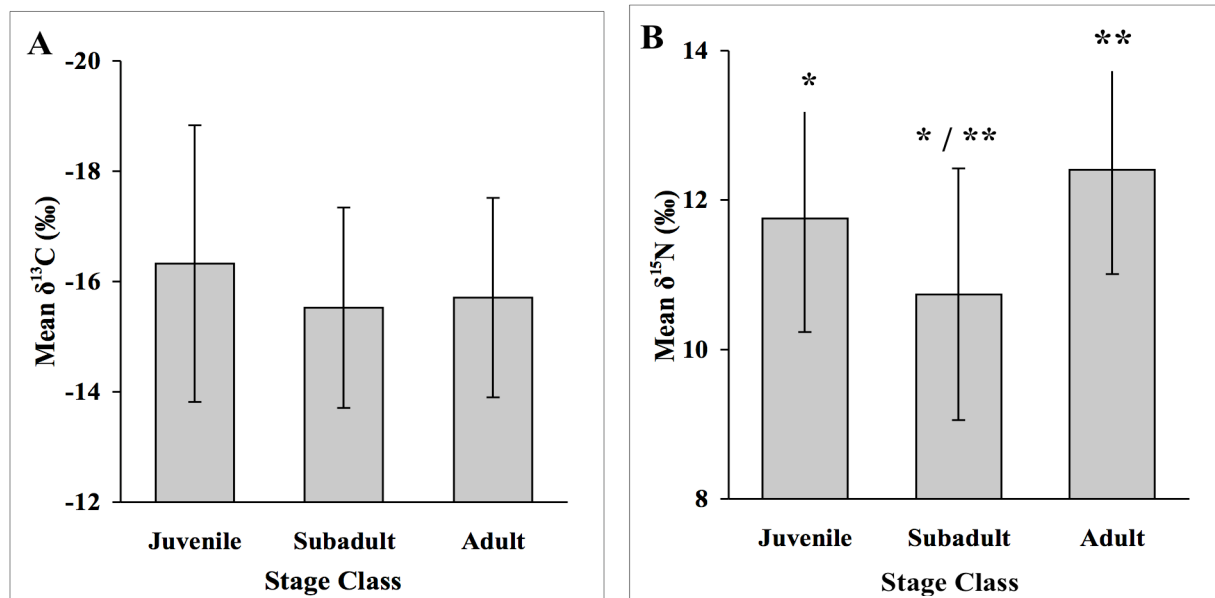 A
Mean δ¹³C (‰)
-20
-18
-16
-14
-12
Juvenile Subadult Adult
Stage Class
B
Mean δ¹⁵N (‰)
14
12
10
8
*
* / **
**
Juvenile Subadult Adult
Stage Class